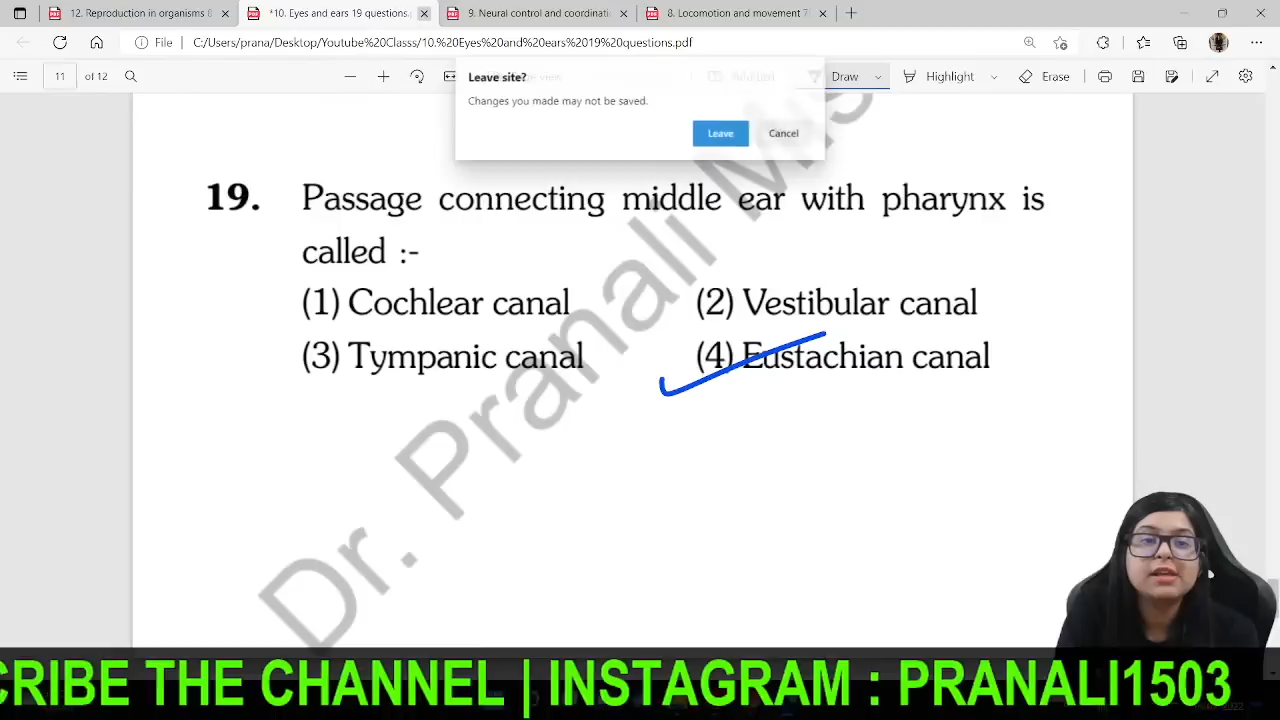 12. Reproduction in organisms 
*10. Eyes and ears 19 questions.p
9. Neural control and coordinati
8. Locomotion and movement 7
File
C:/Users/prana/Desktop/Youtube%20Classs/10.%20Eyes%20and%20ears%2019%20questions.pdf
11 of 12
Draw
Highlight
Erase
Leave site?
Changes you made may not be saved.
Leave
Cancel
19. Passage connecting middle ear with pharynx is
called :-
(1) Cochlear canal
(2) Vestibular canal
(3) Tympanic canal
(4) Eustachian canal
Dr. Pranali Mis
CRIBE THE CHANNEL | INSTAGRAM : PRANALI1503